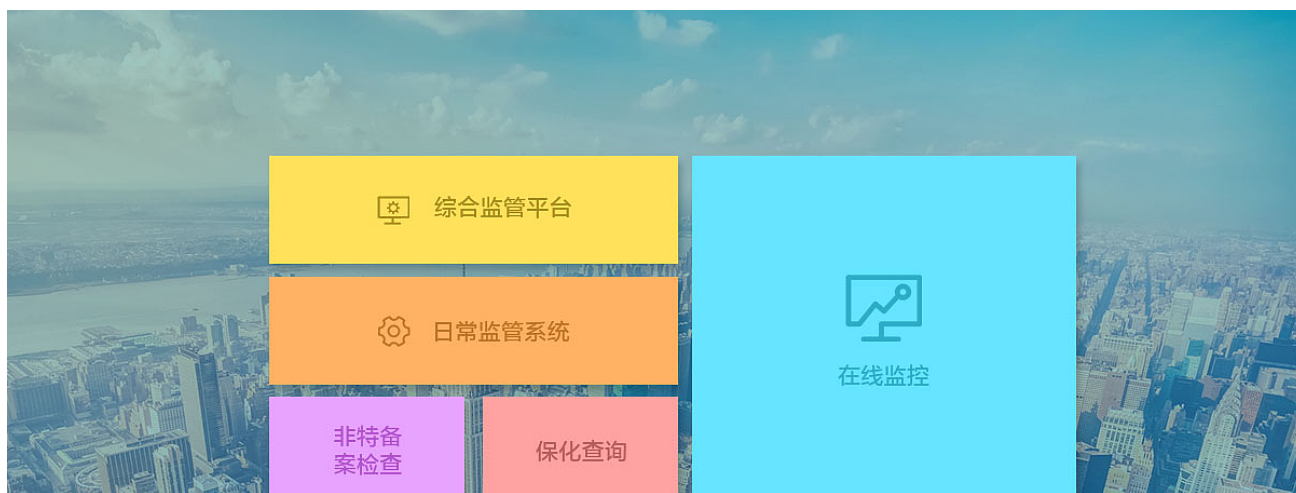 综合监管平台
日常监管系统
非特备
案检查
保化查询
在线监控